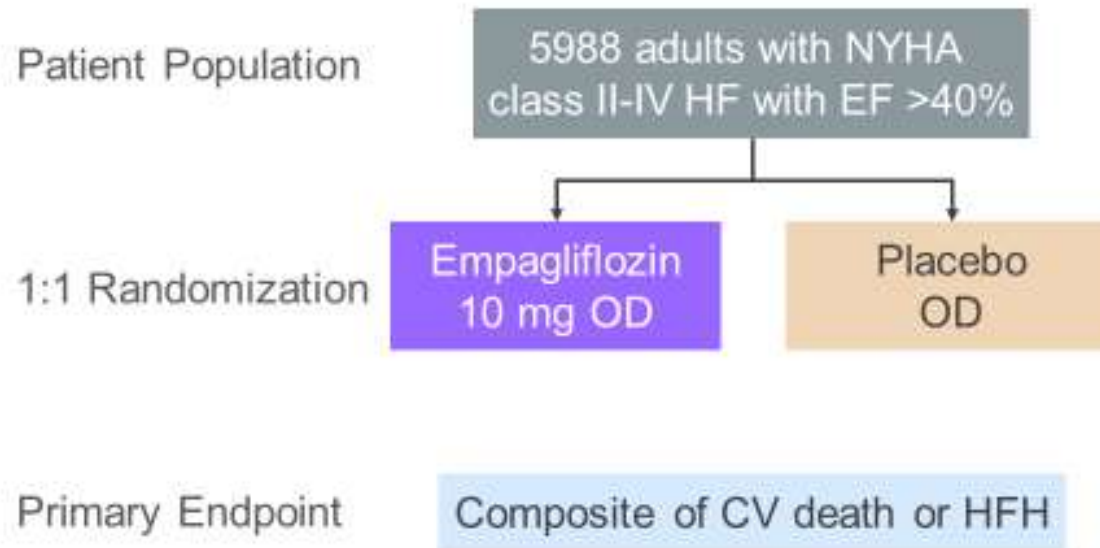 Patient Population
5988 adults with NYHA
class II-IV HF with EF >40%
1:1 Randomization
Empagliflozin
10 mg OD
Placebo
OD
Primary Endpoint
Composite of CV death or HFH